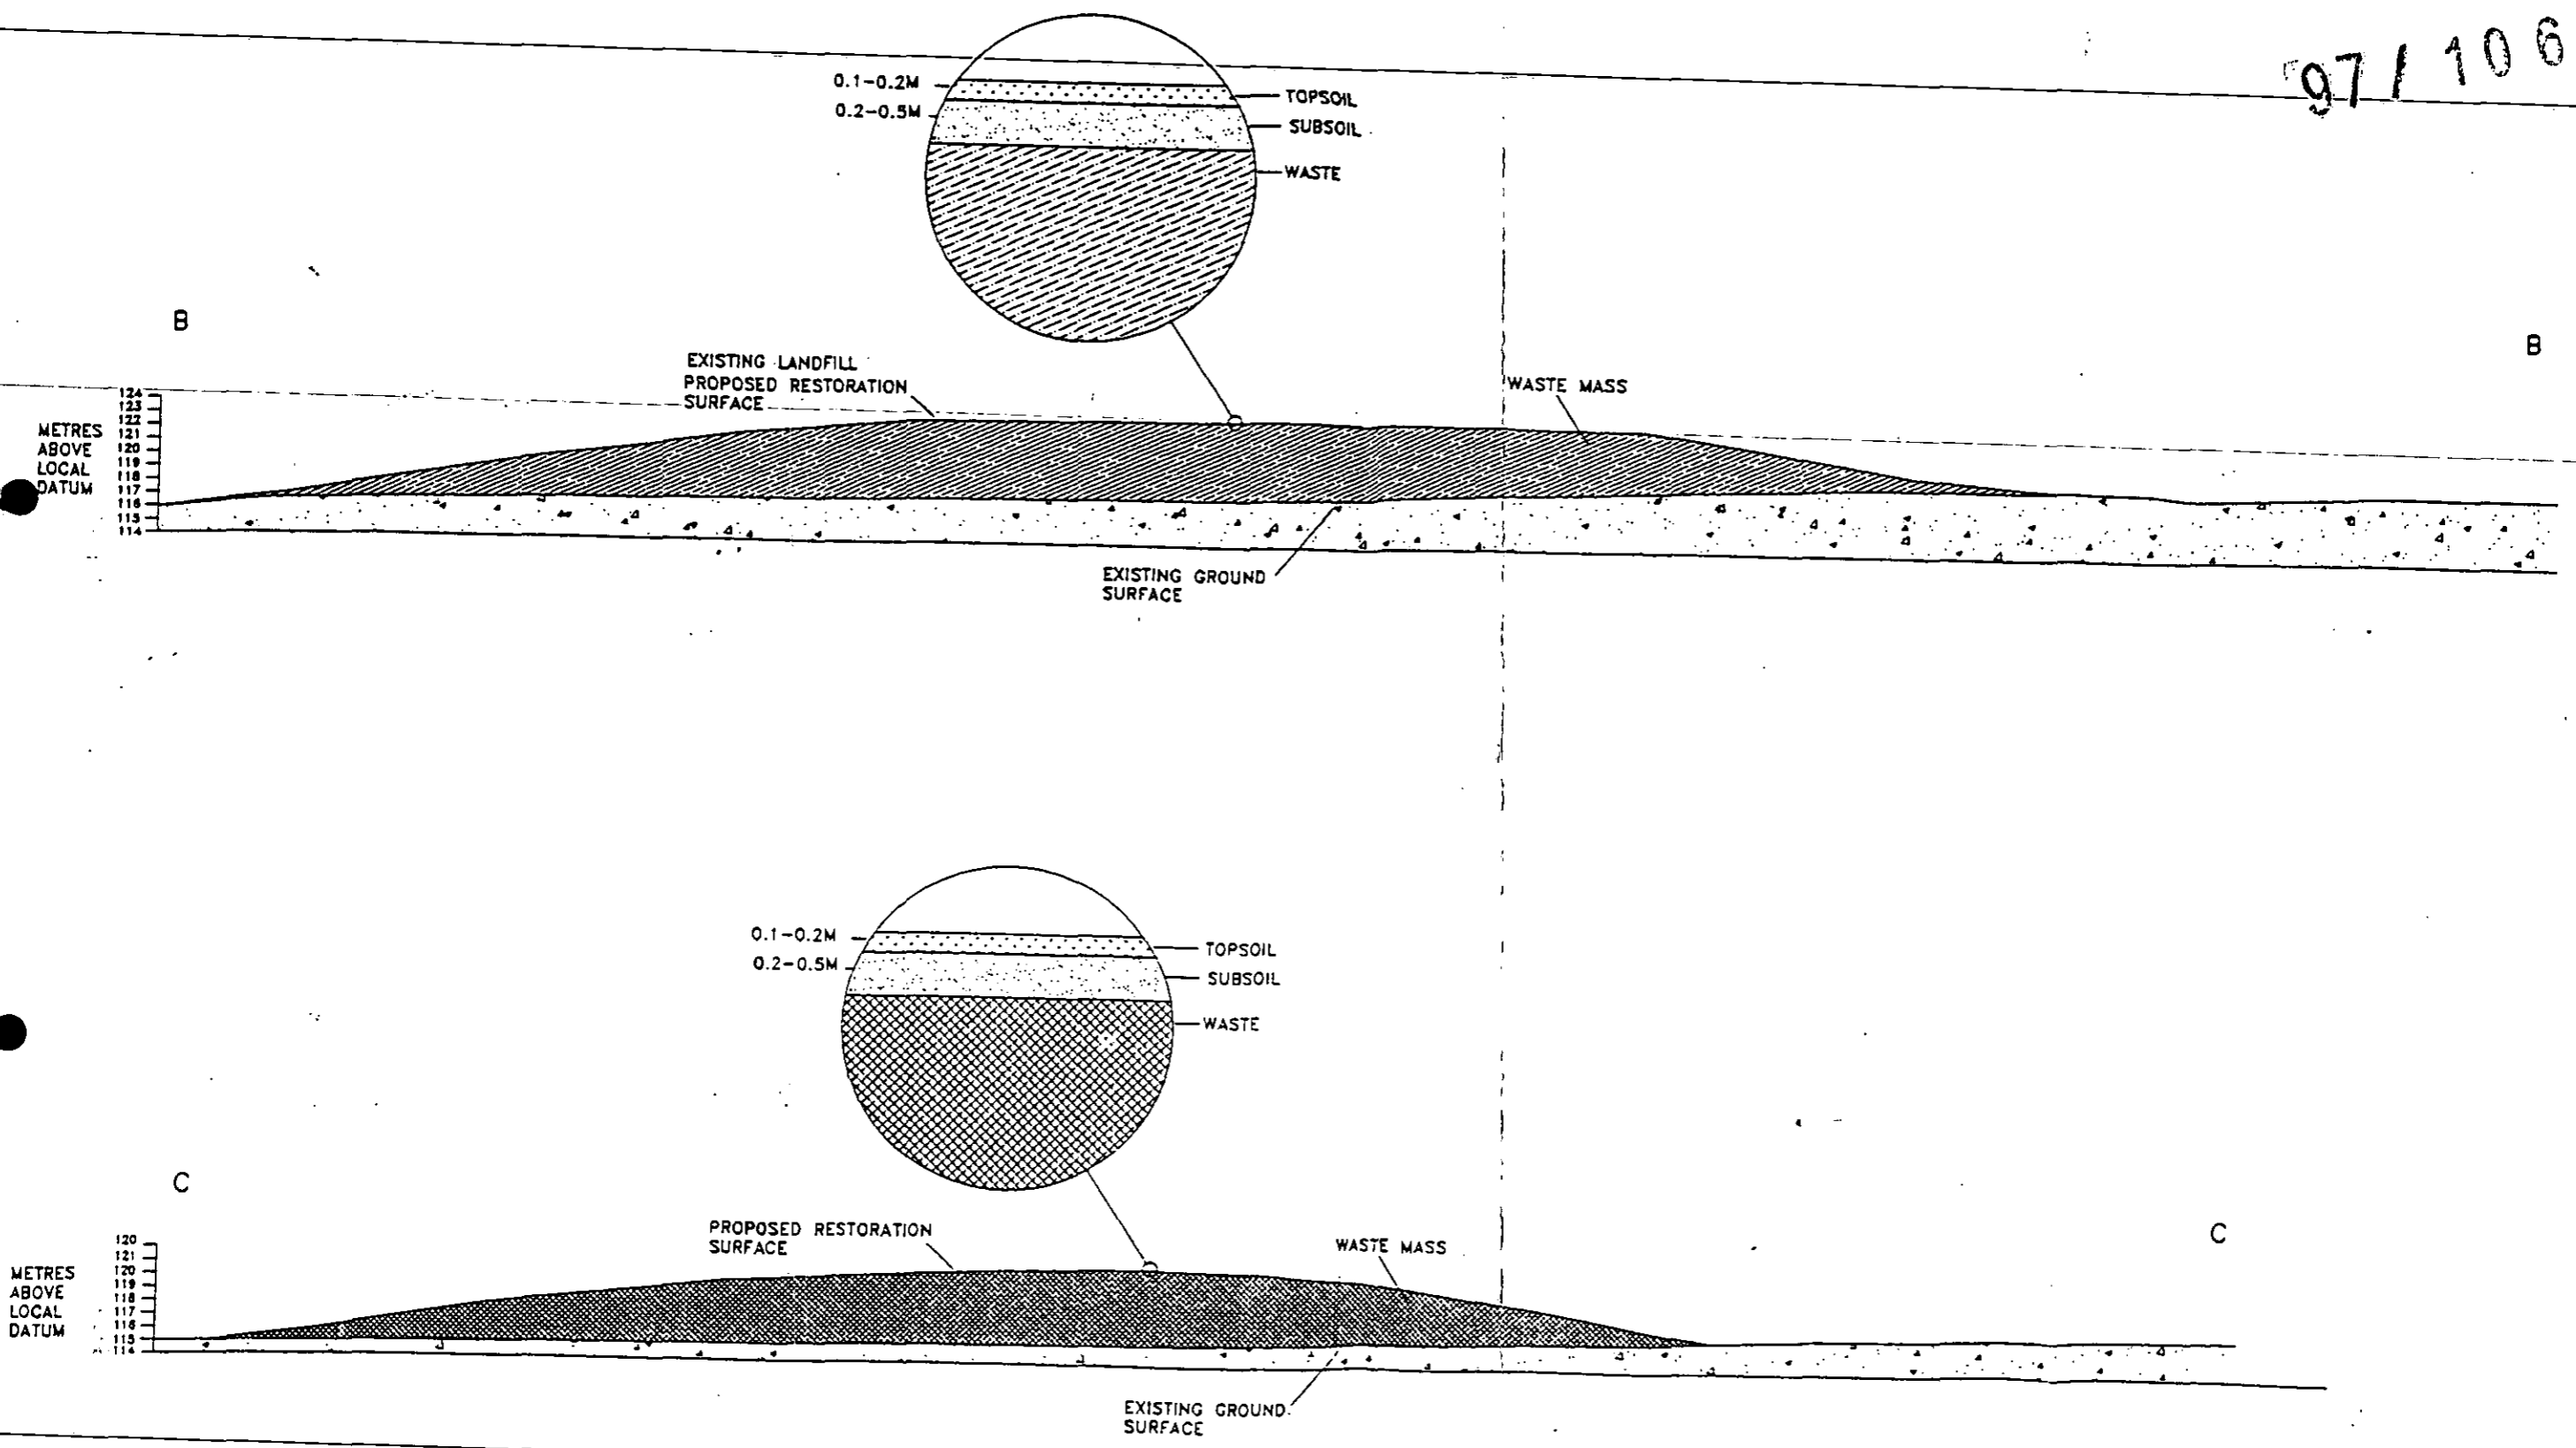 97/106
0.1-0.2M
TOPSOIL
0.2-0.5M
SUBSOIL
WASTE
B
B
EXISTING LANDFILL
PROPOSED RESTORATION
SURFACE
WASTE MASS
124
123
122
121
120
119
118
117
116
115
114
METRES
ABOVE
LOCAL
DATUM
EXISTING GROUND
SURFACE
0.1-0.2M
TOPSOIL
0.2-0.5M
SUBSOIL
WASTE
C
C
PROPOSED RESTORATION
SURFACE
WASTE MASS
120
121
120
119
118
117
116
115
114
METRES
ABOVE
LOCAL
DATUM
EXISTING GROUND
SURFACE